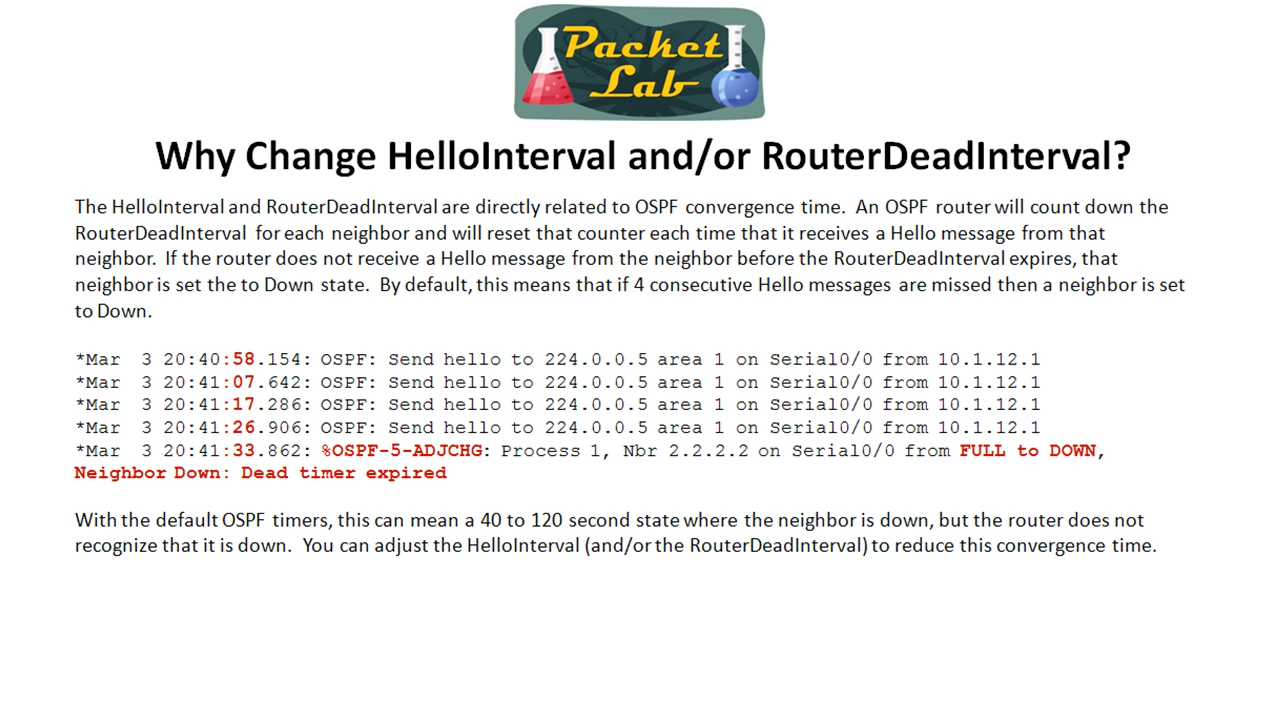 Packet
Lab
Why Change HelloInterval and/or RouterDeadInterval?
The HelloInterval and RouterDeadInterval are directly related to OSPF convergence time.  An OSPF router will count down the
RouterDeadInterval for each neighbor and will reset that counter each time that it receives a Hello message from that
neighbor.  If the router does not receive a Hello message from the neighbor before the RouterDeadInterval expires, that
neighbor is set the to Down state.  By default, this means that if 4 consecutive Hello messages are missed then a neighbor is set
to Down.
*Mar  3 20:40:58.154: OSPF: Send hello to 224.0.0.5 area 1 on Serial0/0 from 10.1.12.1
*Mar  3 20:41:07.642: OSPF: Send hello to 224.0.0.5 area 1 on Serial0/0 from 10.1.12.1
*Mar  3 20:41:17.286: OSPF: Send hello to 224.0.0.5 area 1 on Serial0/0 from 10.1.12.1
*Mar  3 20:41:26.906: OSPF: Send hello to 224.0.0.5 area 1 on Serial0/0 from 10.1.12.1
*Mar  3 20:41:33.862: %OSPF-5-ADJCHG: Process 1, Nbr 2.2.2.2 on Serial0/0 from FULL to DOWN,
Neighbor Down: Dead timer expired
With the default OSPF timers, this can mean a 40 to 120 second state where the neighbor is down, but the router does not
recognize that it is down.  You can adjust the HelloInterval (and/or the RouterDeadInterval) to reduce this convergence time.